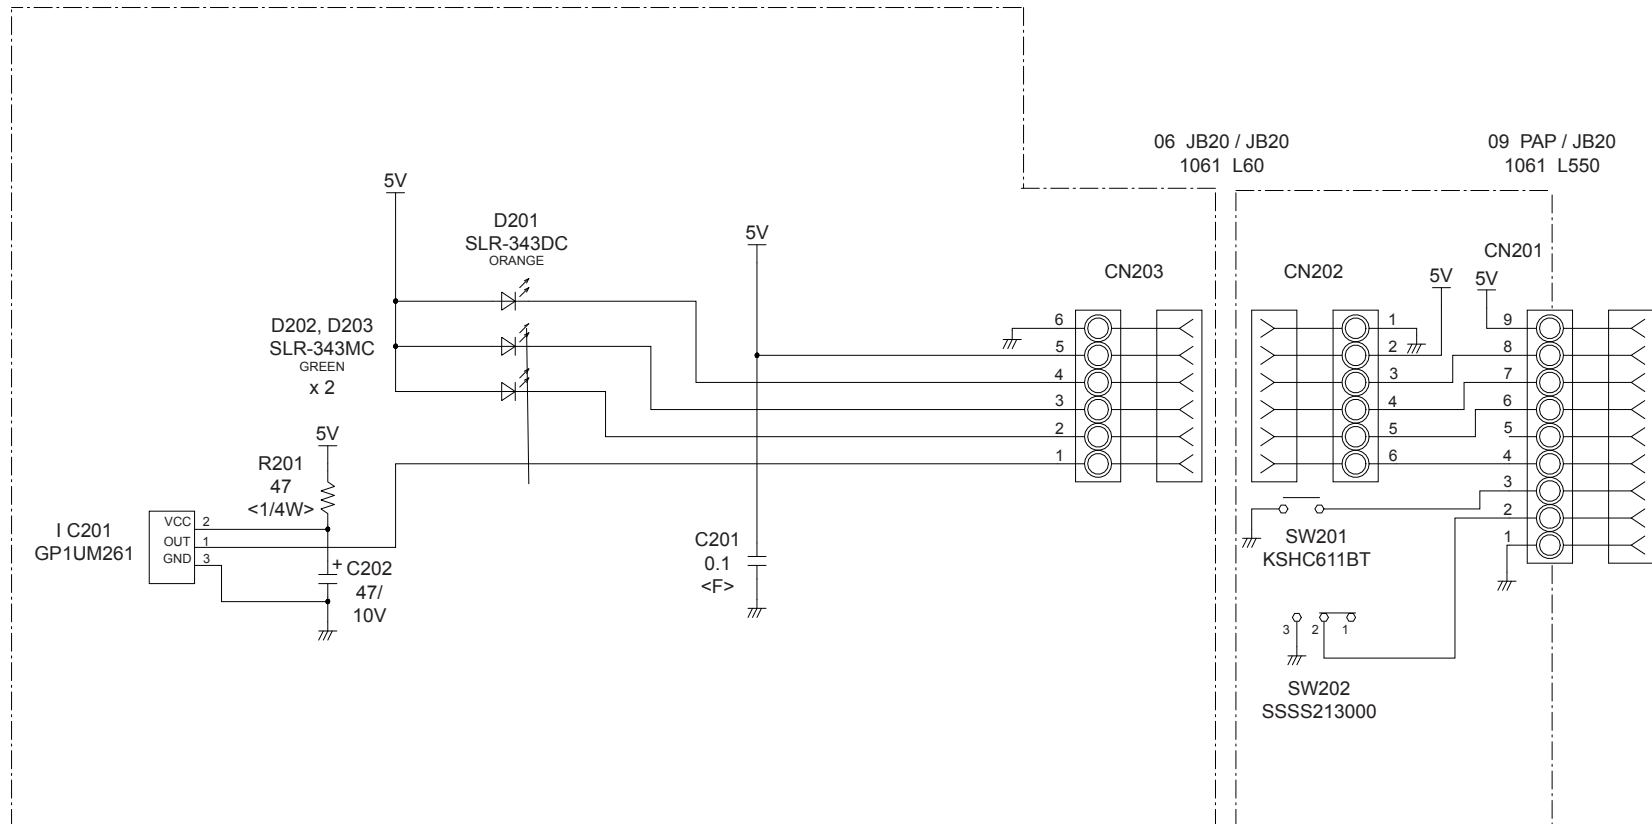 06 JB20 / JB20
1061 L60
09 PAP / JB20
1061 L550
5V
D201
SLR-343DC
ORANGE
D202, D203
SLR-343MC
GREEN
x 2
5V
R201
47
<1/4W>
I C201
GP1UM261
VCC
OUT
GND
2
1
3
+
C202
47/
10V
5V
C201
0.1
<F>
CN203
6
5
4
3
2
1
CN202
1
2
3
4
5
6
5V
5V
CN201
9
8
7
6
5
4
3
2
1
SW201
KSHC611BT
3
2
1
SW202
SSSS213000